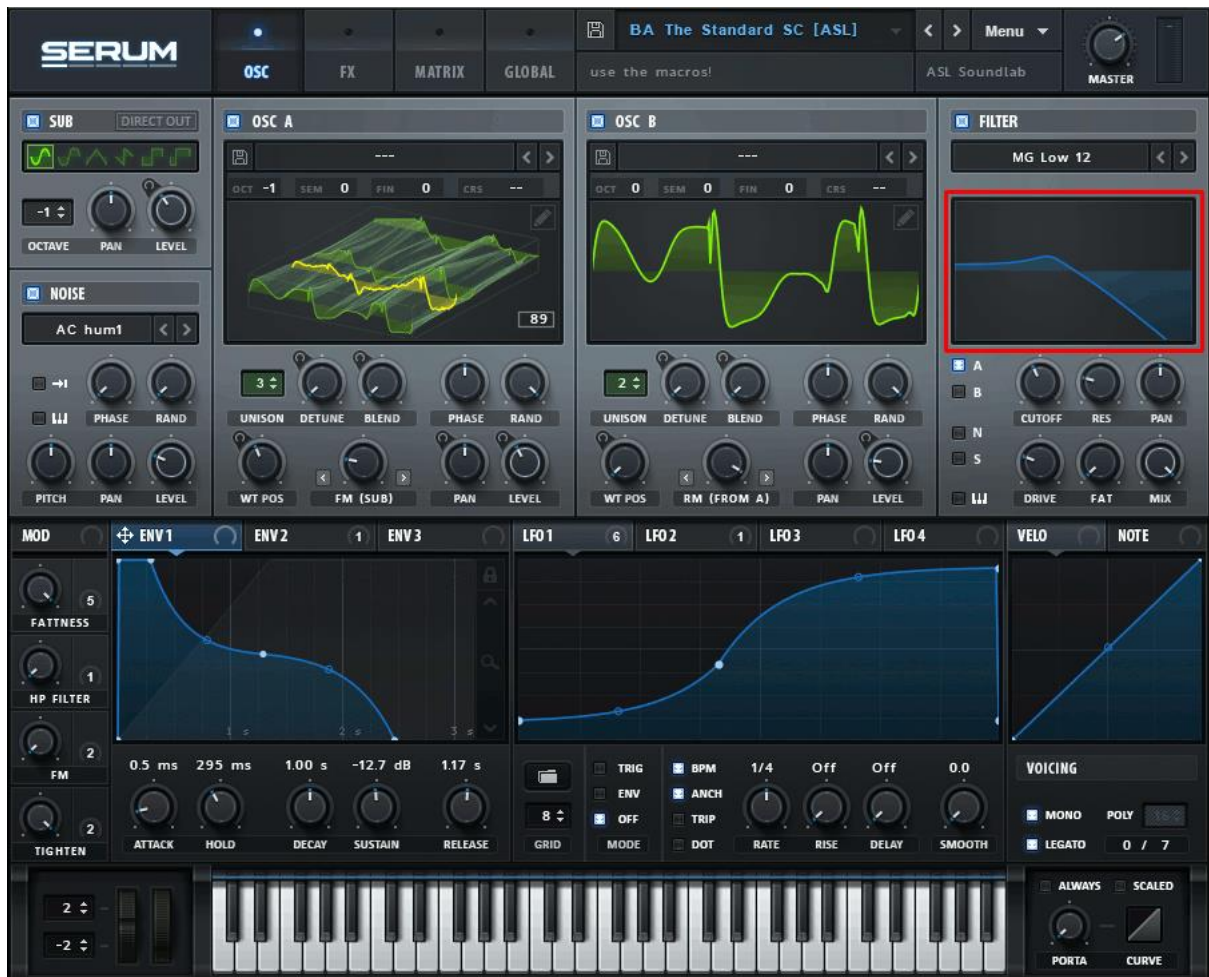 SERUM
OSC FX MATRIX GLOBAL
BA The Standard SC [ASL]
Menu
use the macros!
ASL Soundlab
MASTER
SUB DIRECT OUT
-1
OCTAVE PAN LEVEL
NOISE
AC hum1
PHASE RAND
PITCH PAN LEVEL
OSC A
---
OCT -1 SEM 0 FIN 0 CRS --
89
3
UNISON DETUNE BLEND PHASE RAND
WT POS FM (SUB) PAN LEVEL
OSC B
---
OCT 0 SEM 0 FIN 0 CRS --
2
UNISON DETUNE BLEND PHASE RAND
WT POS RM (FROM A) PAN LEVEL
FILTER
MG Low 12
A
B
N
S
CUTOFF RES PAN
DRIVE FAT MIX
MOD ENV 1 ENV 2 1 ENV 3 LFO 1 6 LFO 2 1 LFO 3 LFO 4 VELO NOTE
5
FATTNESS
1
HP FILTER
2
FM
2
TIGHTEN
1 s 2 s 3 s
0.5 ms 295 ms 1.00 s -12.7 dB 1.17 s
ATTACK HOLD DECAY SUSTAIN RELEASE
8
GRID
TRIG
ENV
OFF
MODE
BPM
ANCH
TRIP
DOT
1/4 Off Off 0.0
RATE RISE DELAY SMOOTH
VOICING
MONO POLY 16
LEGATO 0 / 7
2
-2
ALWAYS SCALED
PORTA CURVE